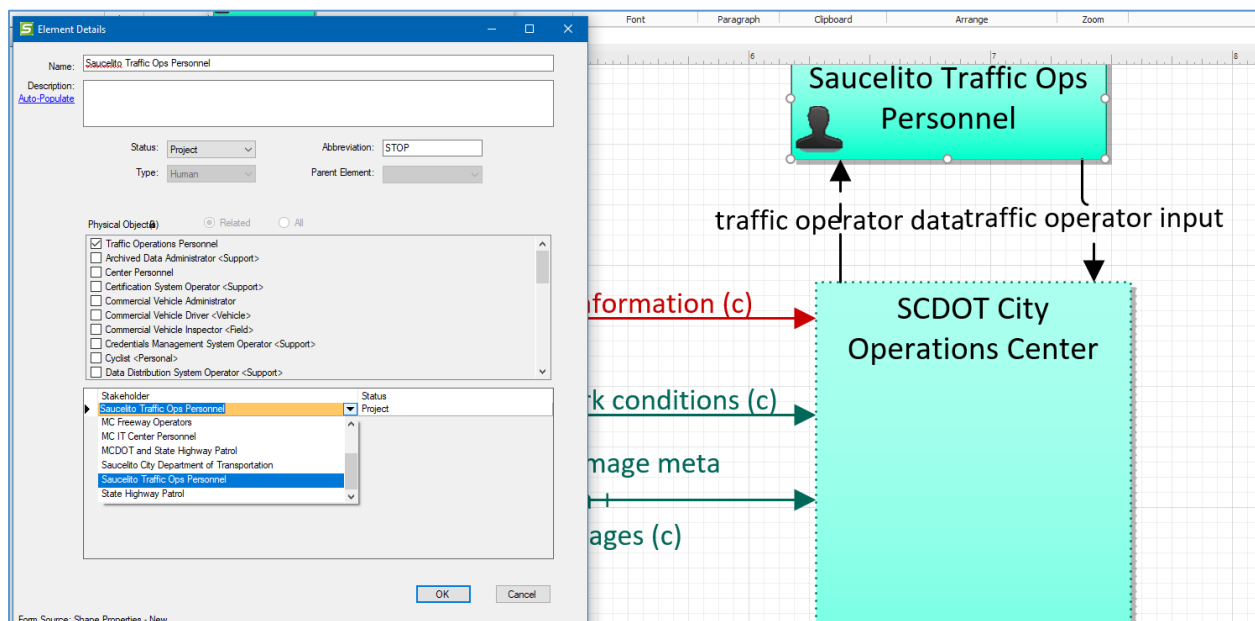 Element Details
Name:
Saucelito Traffic Ops Personnel
Description:
Auto-Populate
Status:
Project
Abbreviation:
STOP
Type:
Human
Parent Element:
Physical Object(s)
Related
All
Traffic Operations Personnel
Archived Data Administrator <Support>
Center Personnel
Certification System Operator <Support>
Commercial Vehicle Administrator
Commercial Vehicle Driver <Vehicle>
Commercial Vehicle Inspector <Field>
Credentials Management System Operator <Support>
Cyclist <Personal>
Data Distribution System Operator <Support>
Stakeholder Status
Saucelito Traffic Ops Personnel Project
MC Freeway Operators
MC IT Center Personnel
MCDOT and State Highway Patrol
Saucelito City Department of Transportation
Saucelito Traffic Ops Personnel
State Highway Patrol
OK
Cancel
Form Source: Shape Properties - New
Font
Paragraph
Clipboard
Arrange
Zoom
6
7
8
Saucelito Traffic Ops
Personnel
traffic operator data
traffic operator input
nformation (c)
SCDOT City
Operations Center
rk conditions (c)
mage meta
ages (c)